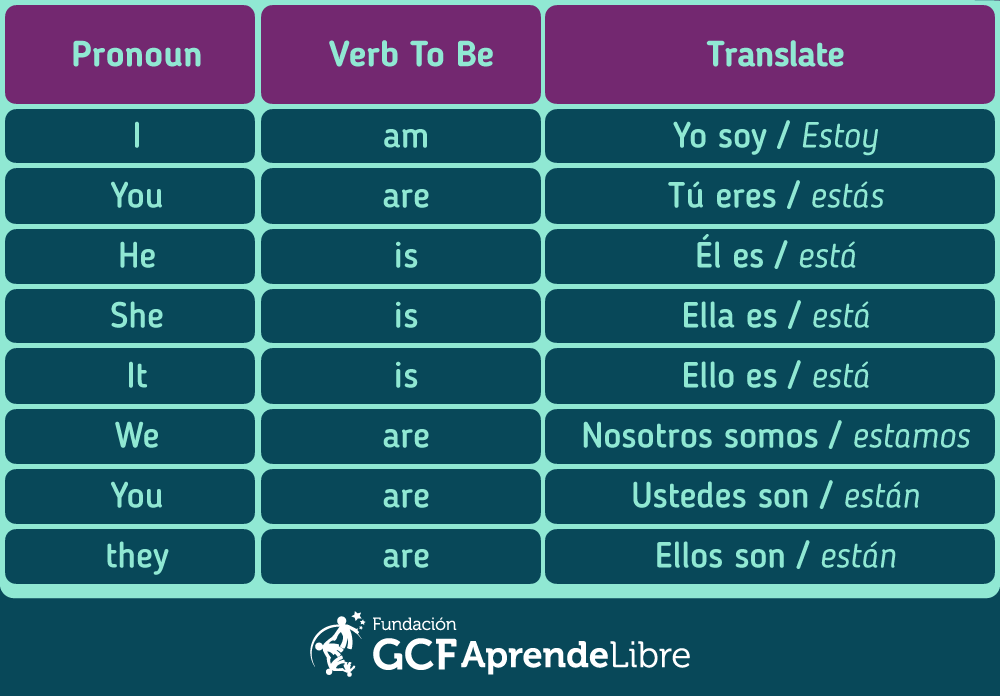 Pronoun Verb To Be Translate
I am Yo soy / Estoy
You are Tú eres / estás
He is Él es / está
She is Ella es / está
It is Ello es / está
We are Nosotros somos / estamos
You are Ustedes son / están
they are Ellos son / están
Fundación
GCF AprendeLibre